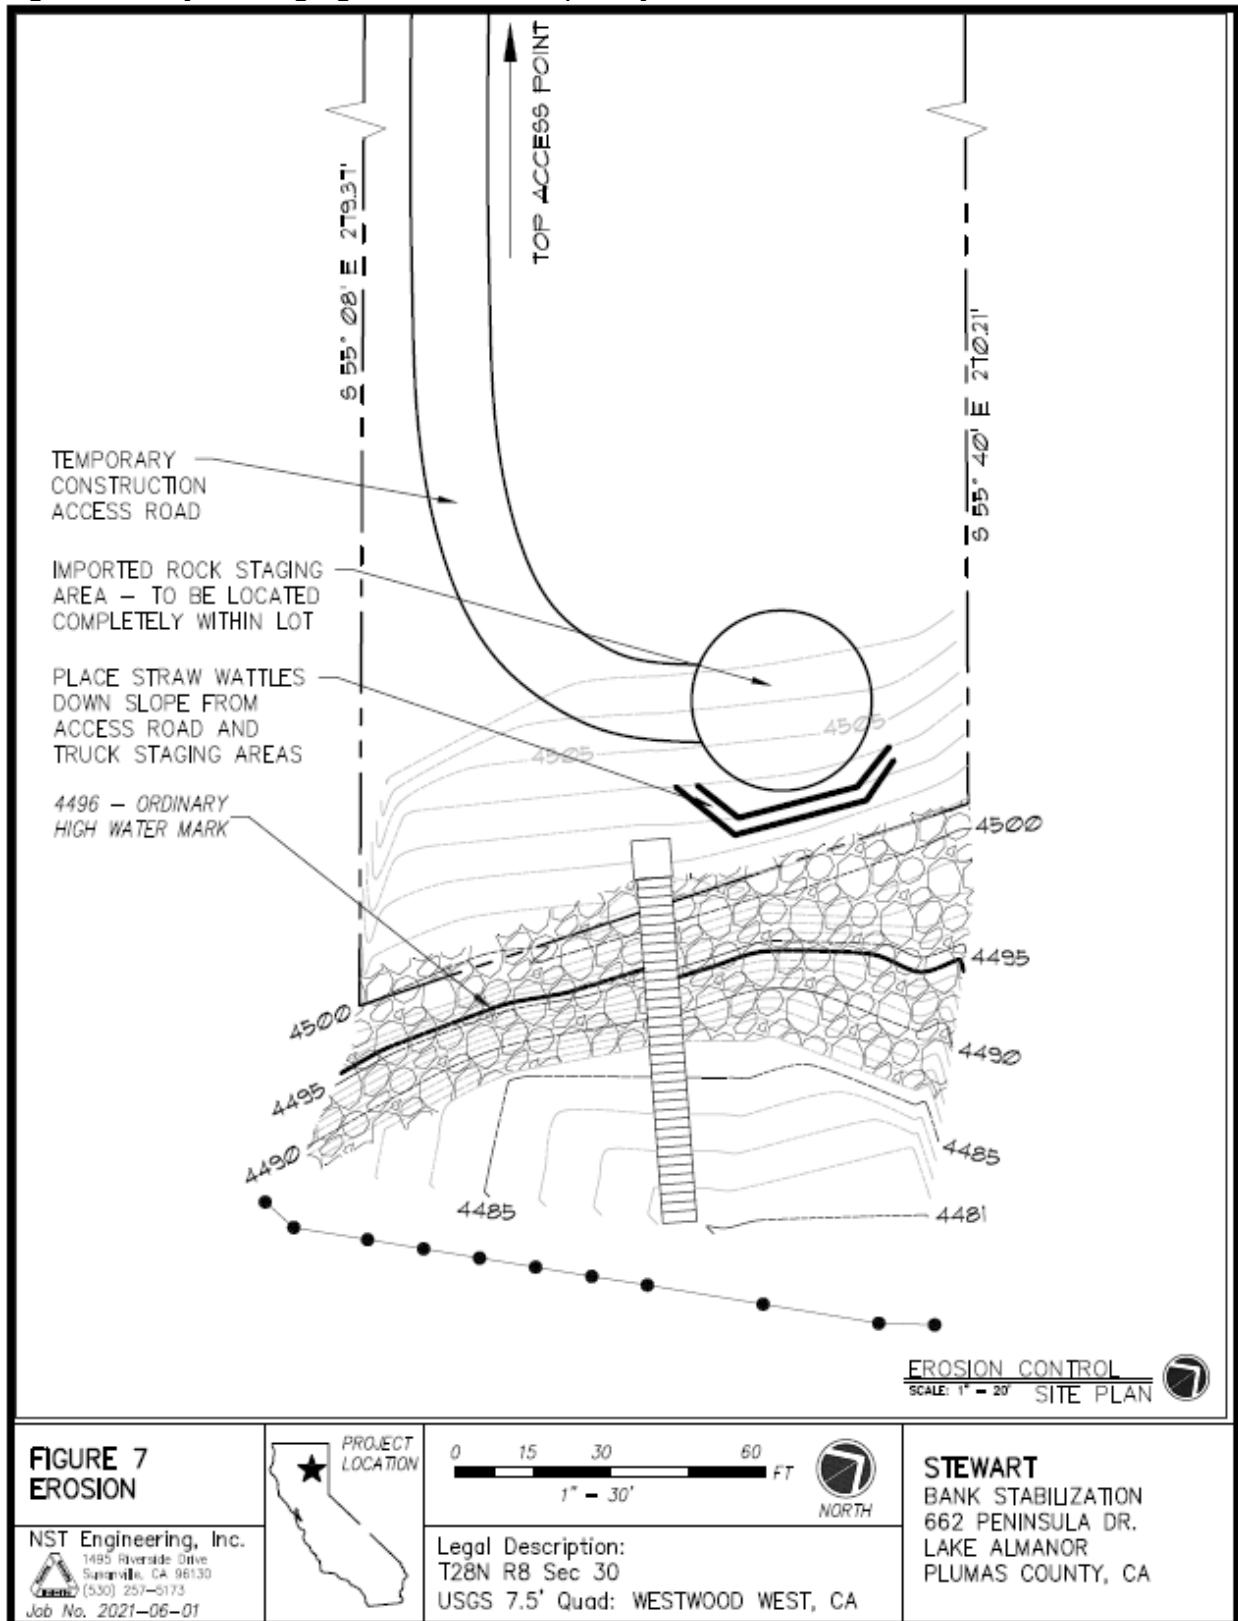 TOP ACCESS POINT
S 55° 08' E 279.37'
S 55° 40' E 270.21'
TEMPORARY
CONSTRUCTION
ACCESS ROAD
IMPORTED ROCK STAGING
AREA – TO BE LOCATED
COMPLETELY WITHIN LOT
PLACE STRAW WATTLES
DOWN SLOPE FROM
ACCESS ROAD AND
TRUCK STAGING AREAS
4496 – ORDINARY
HIGH WATER MARK
4505
4505
4500
4495
4500
4490
4495
4490
4485
4485
4481
EROSION CONTROL
SCALE: 1" = 20' SITE PLAN
FIGURE 7
EROSION
NST Engineering, Inc.
1495 Riverside Drive
Susanville, CA 96130
(530) 257–5173
Job No. 2021–06–01
PROJECT
LOCATION
0 15 30 60 FT
1" = 30'
NORTH
Legal Description:
T28N R8 Sec 30
USGS 7.5' Quad: WESTWOOD WEST, CA
STEWART
BANK STABILIZATION
662 PENINSULA DR.
LAKE ALMANOR
PLUMAS COUNTY, CA